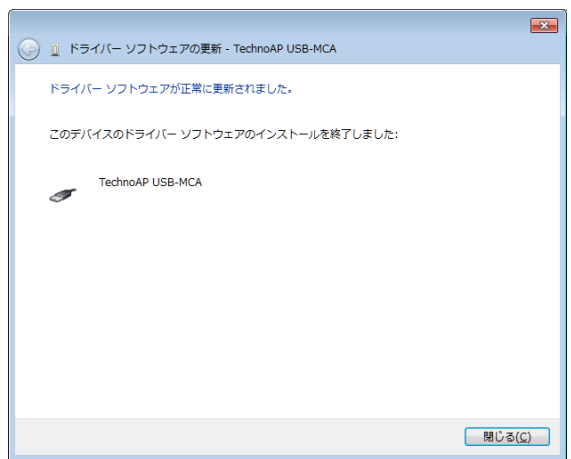 ドライバー ソフトウェアの更新 - TechnoAP USB-MCA
ドライバー ソフトウェアが正常に更新されました。
このデバイスのドライバー ソフトウェアのインストールを終了しました:
TechnoAP USB-MCA
閉じる(C)